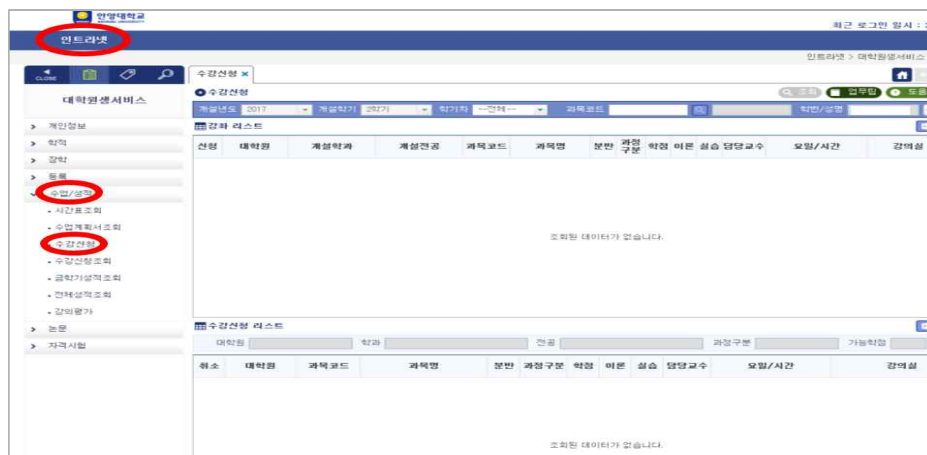 안양대학교
최근 로그인 일시 :
인트라넷
인트라넷 > 대학원생서비스
CLOSE
수강신청 ×
대학원생서비스
수강신청
조회 업무팁 도움
개설년도 2017 개설학기 2학기 학기차 --전체-- 과목코드 학번/성명
개인정보
강좌 리스트
학적
신청 대학원 개설학과 개설전공 과목코드 과목명 분반 과정구분 학점 이론 실습 담당교수 요일/시간 강의실
장학
등록
수업/성적
시간표조회
수업계획서조회
조회된 데이터가 없습니다.
수강신청
수강신청조회
금학기성적조회
전체성적조회
강의평가
논문
수강신청 리스트
자격시험
대학원 학과 전공 과정구분 가능학점
취소 대학원 과목코드 과목명 분반 과정구분 학점 이론 실습 담당교수 요일/시간 강의실
조회된 데이터가 없습니다.